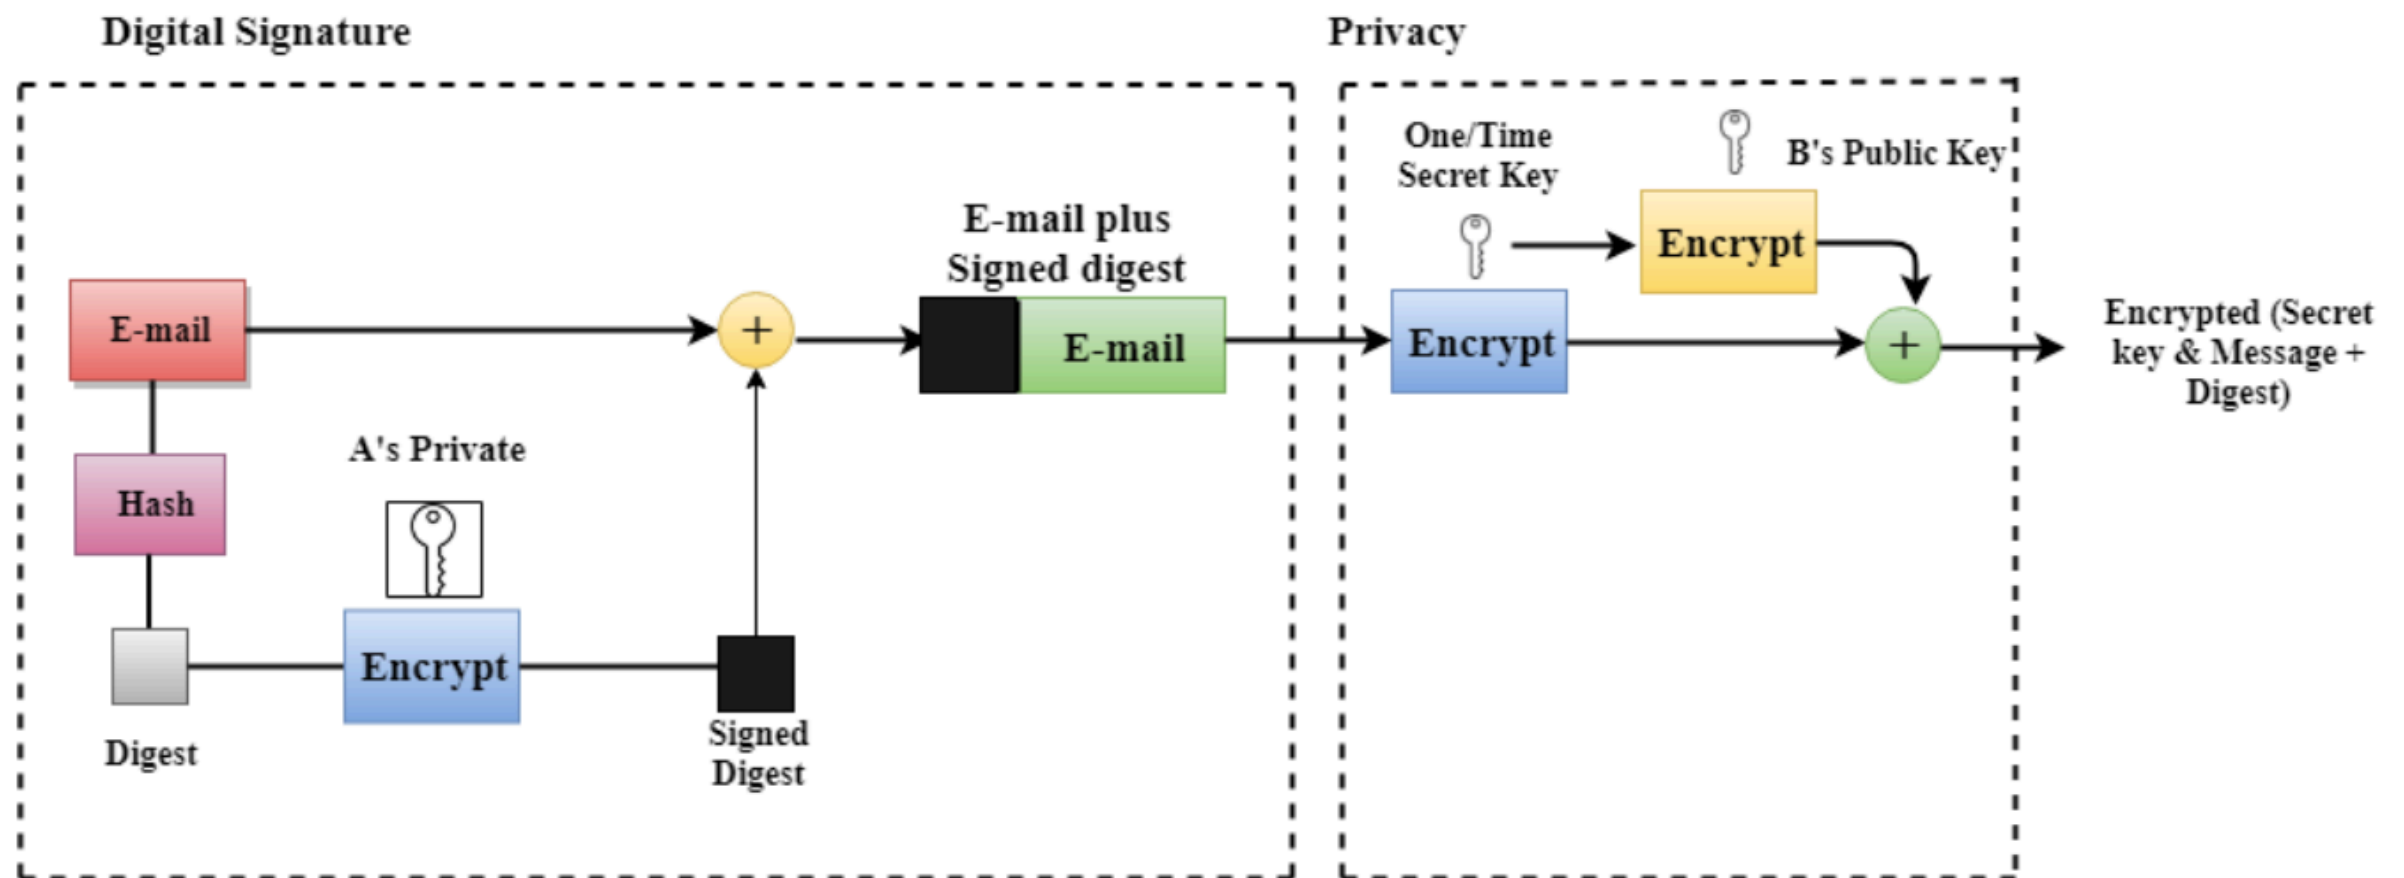 Digital Signature
Privacy
One/Time
Secret Key
B's Public Key
E-mail plus
Signed digest
Encrypt
E-mail
+
E-mail
Encrypt
+
Encrypted (Secret
key & Message +
Digest)
A's Private
Hash
Encrypt
Digest
Signed
Digest